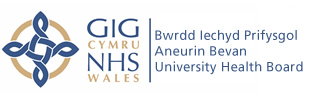 GIG
CYMRU
NHS
WALES
Bwrdd Iechyd Prifysgol
Aneurin Bevan
University Health Board